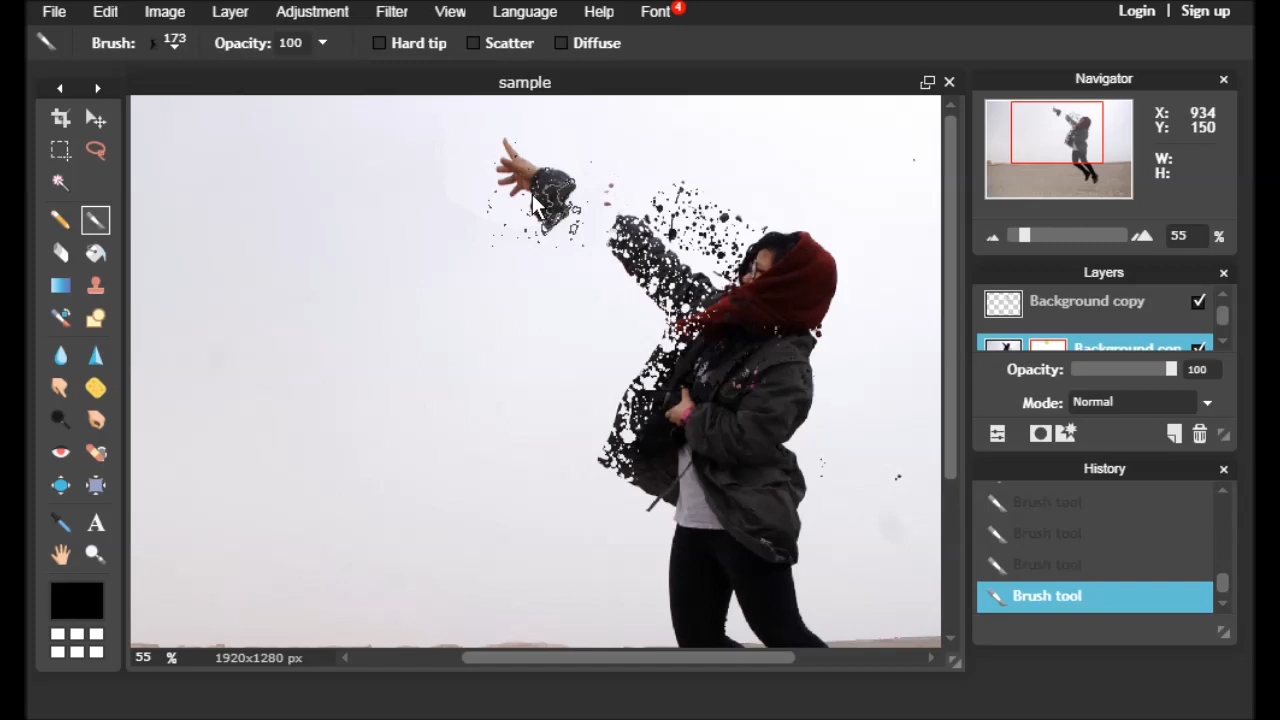 File Edit Image Layer Adjustment Filter View Language Help Font 4 Login | Sign up
Brush: 173 Opacity: 100 Hard tip Scatter Diffuse
sample
Navigator
X: 934
Y: 150
W:
H:
55 %
Layers
Background copy
Background cop
Opacity: 100
Mode: Normal
History
Brush tool
Brush tool
Brush tool
Brush tool
A
55 % 1920x1280 px